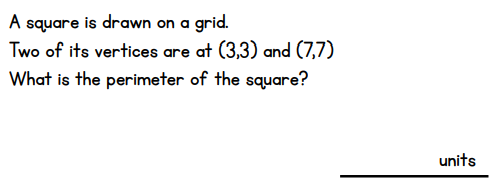 A square is drawn on a grid.
Two of its vertices are at (3,3) and (7,7)
What is the perimeter of the square?
units